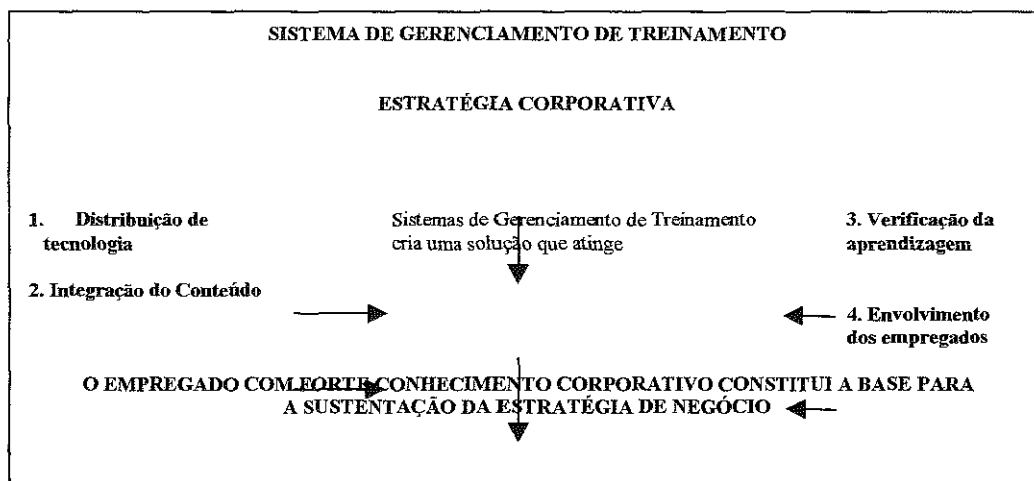 SISTEMA DE GERENCIAMENTO DE TREINAMENTO
ESTRATÉGIA CORPORATIVA
1. Distribuição de
tecnologia
2. Integração do Conteúdo
Sistemas de Gerenciamento de Treinamento
cria uma solução que atinge
3. Verificação da
aprendizagem
4. Envolvimento
dos empregados
O EMPREGADO COM FORTE CONHECIMENTO CORPORATIVO CONSTITUI A BASE PARA
A SUSTENTAÇÃO DA ESTRATÉGIA DE NEGÓCIO